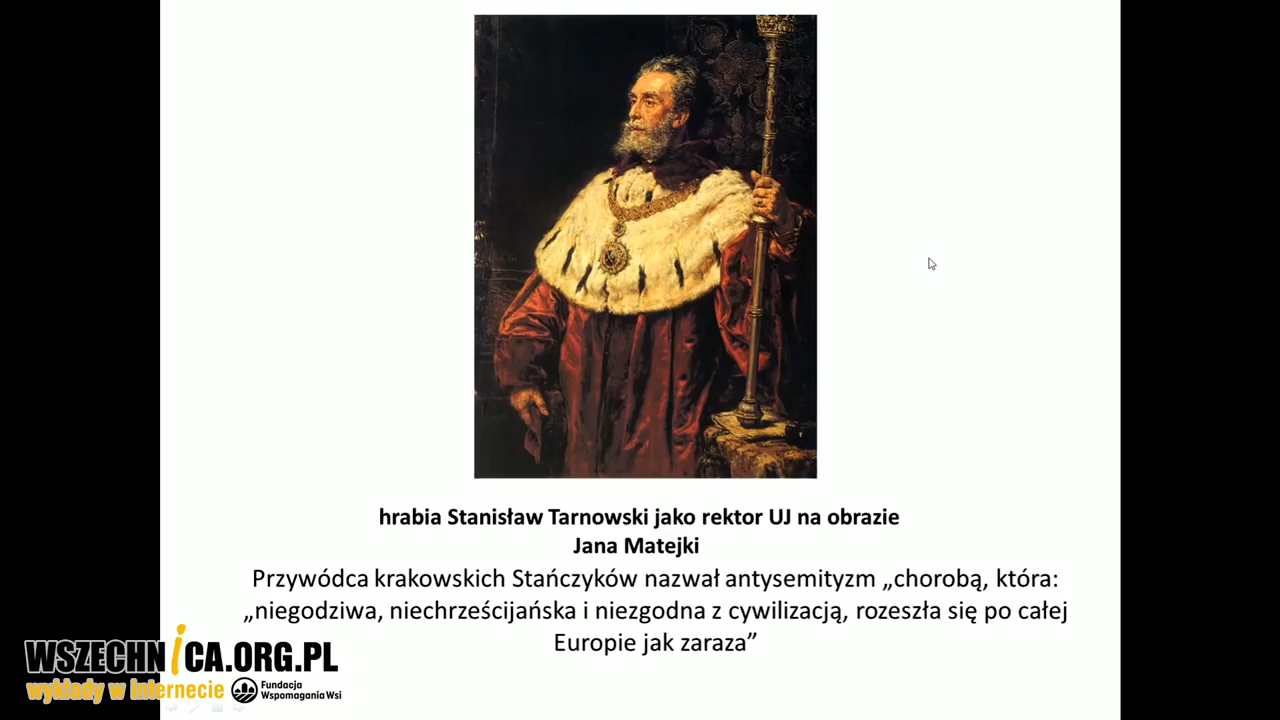 hrabia Stanisław Tarnowski jako rektor UJ na obrazie
Jana Matejki
Przywódca krakowskich Stańczyków nazwał antysemityzm „chorobą, która:
„niegodziwa, niechrześcijańska i niezgodna z cywilizacją, rozeszła się po całej
Europie jak zaraza”
WSZECHNICA.ORG.PL
wykłady w Internecie
Fundacja
Wspomagania Wsi